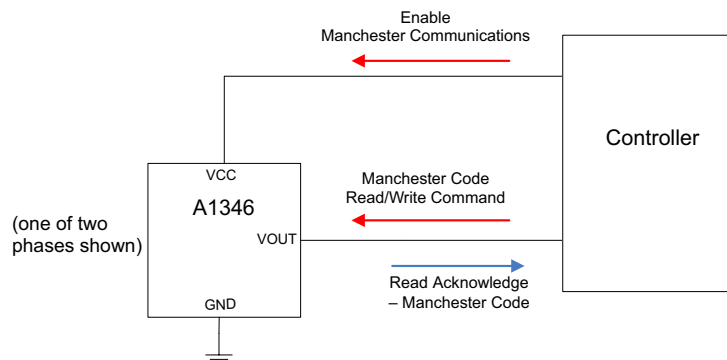 Enable
Manchester Communications
Controller
VCC
A1346
Manchester Code
Read/Write Command
(one of two
phases shown)
VOUT
Read Acknowledge
– Manchester Code
GND